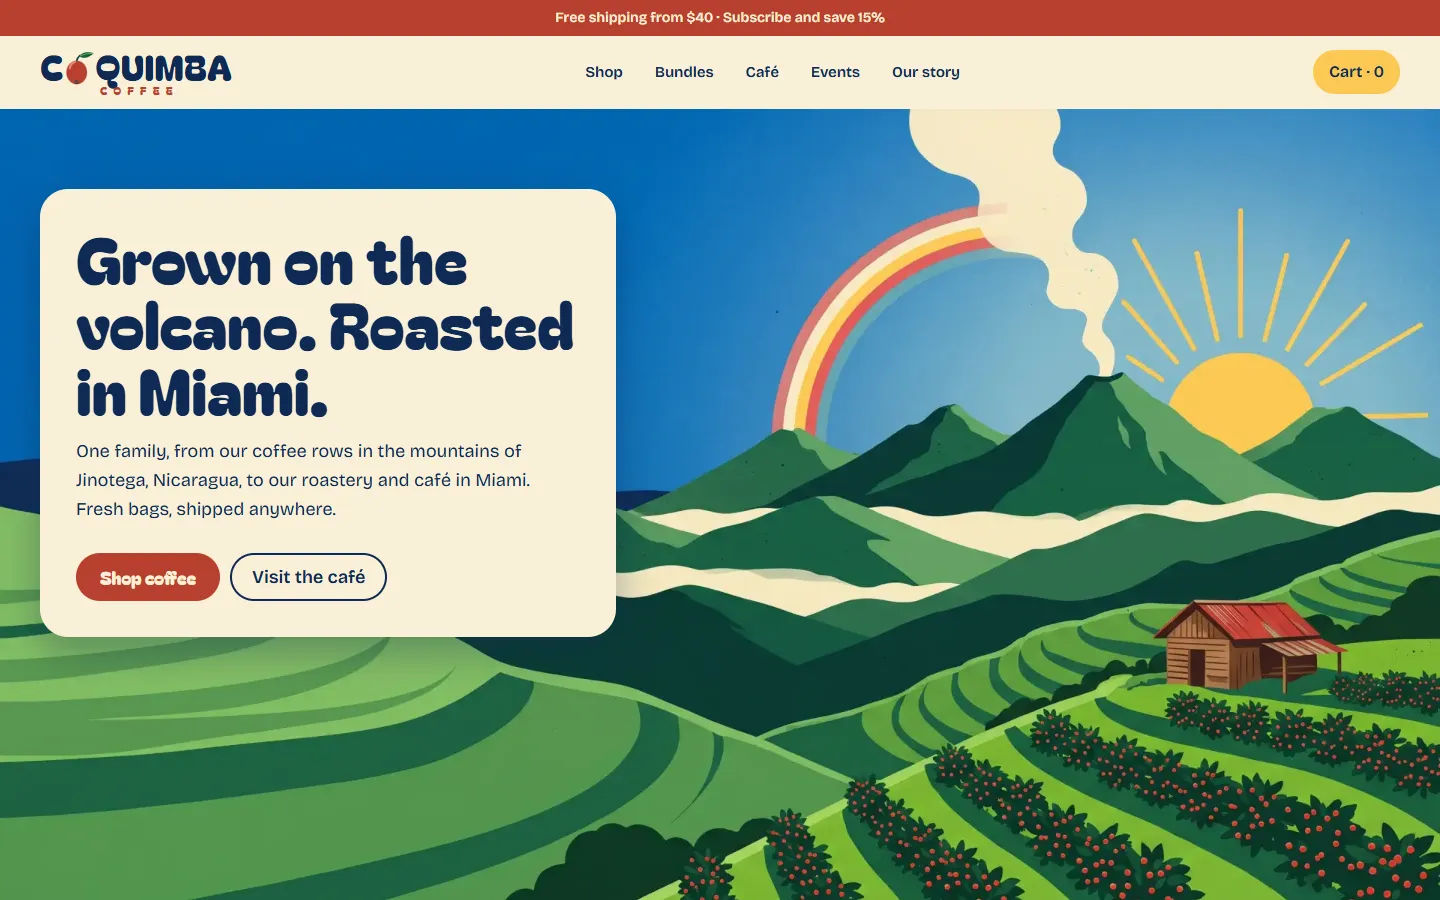 Free shipping from $40 · Subscribe and save 15%
COQUIMBA
COFFEE
Shop
Bundles
Café
Events
Our story
Cart · 0
Grown on the
volcano. Roasted
in Miami.
One family, from our coffee rows in the mountains of
Jinotega, Nicaragua, to our roastery and café in Miami.
Fresh bags, shipped anywhere.
Shop coffee
Visit the café